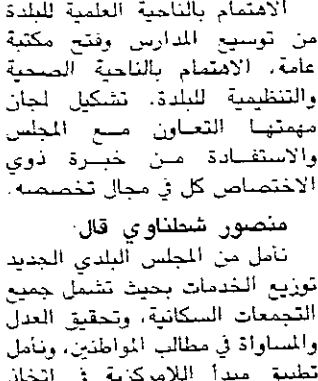 الاهتمام بالناحية العلمية للبلدة
من توسيع المدارس وفتح مكتبة
عامة، الاهتمام بالناحية الصحية
والتنظيمية للبلدة. تشكيل لجان
مهمتها التعاون مع المجلس
والاستفادة من خبرة ذوي
الاختصاص كل في مجال تخصصه.
منصور شطناوي قال
نأمل من المجلس البلدي الجديد
توزيع الخدمات بحيث تشمل جميع
التجمعات السكانية، وتحقيق العدل
والمساواة في مطالب المواطنين، ونأمل
تطبيق مبدأ اللامركزية في اتخاذ